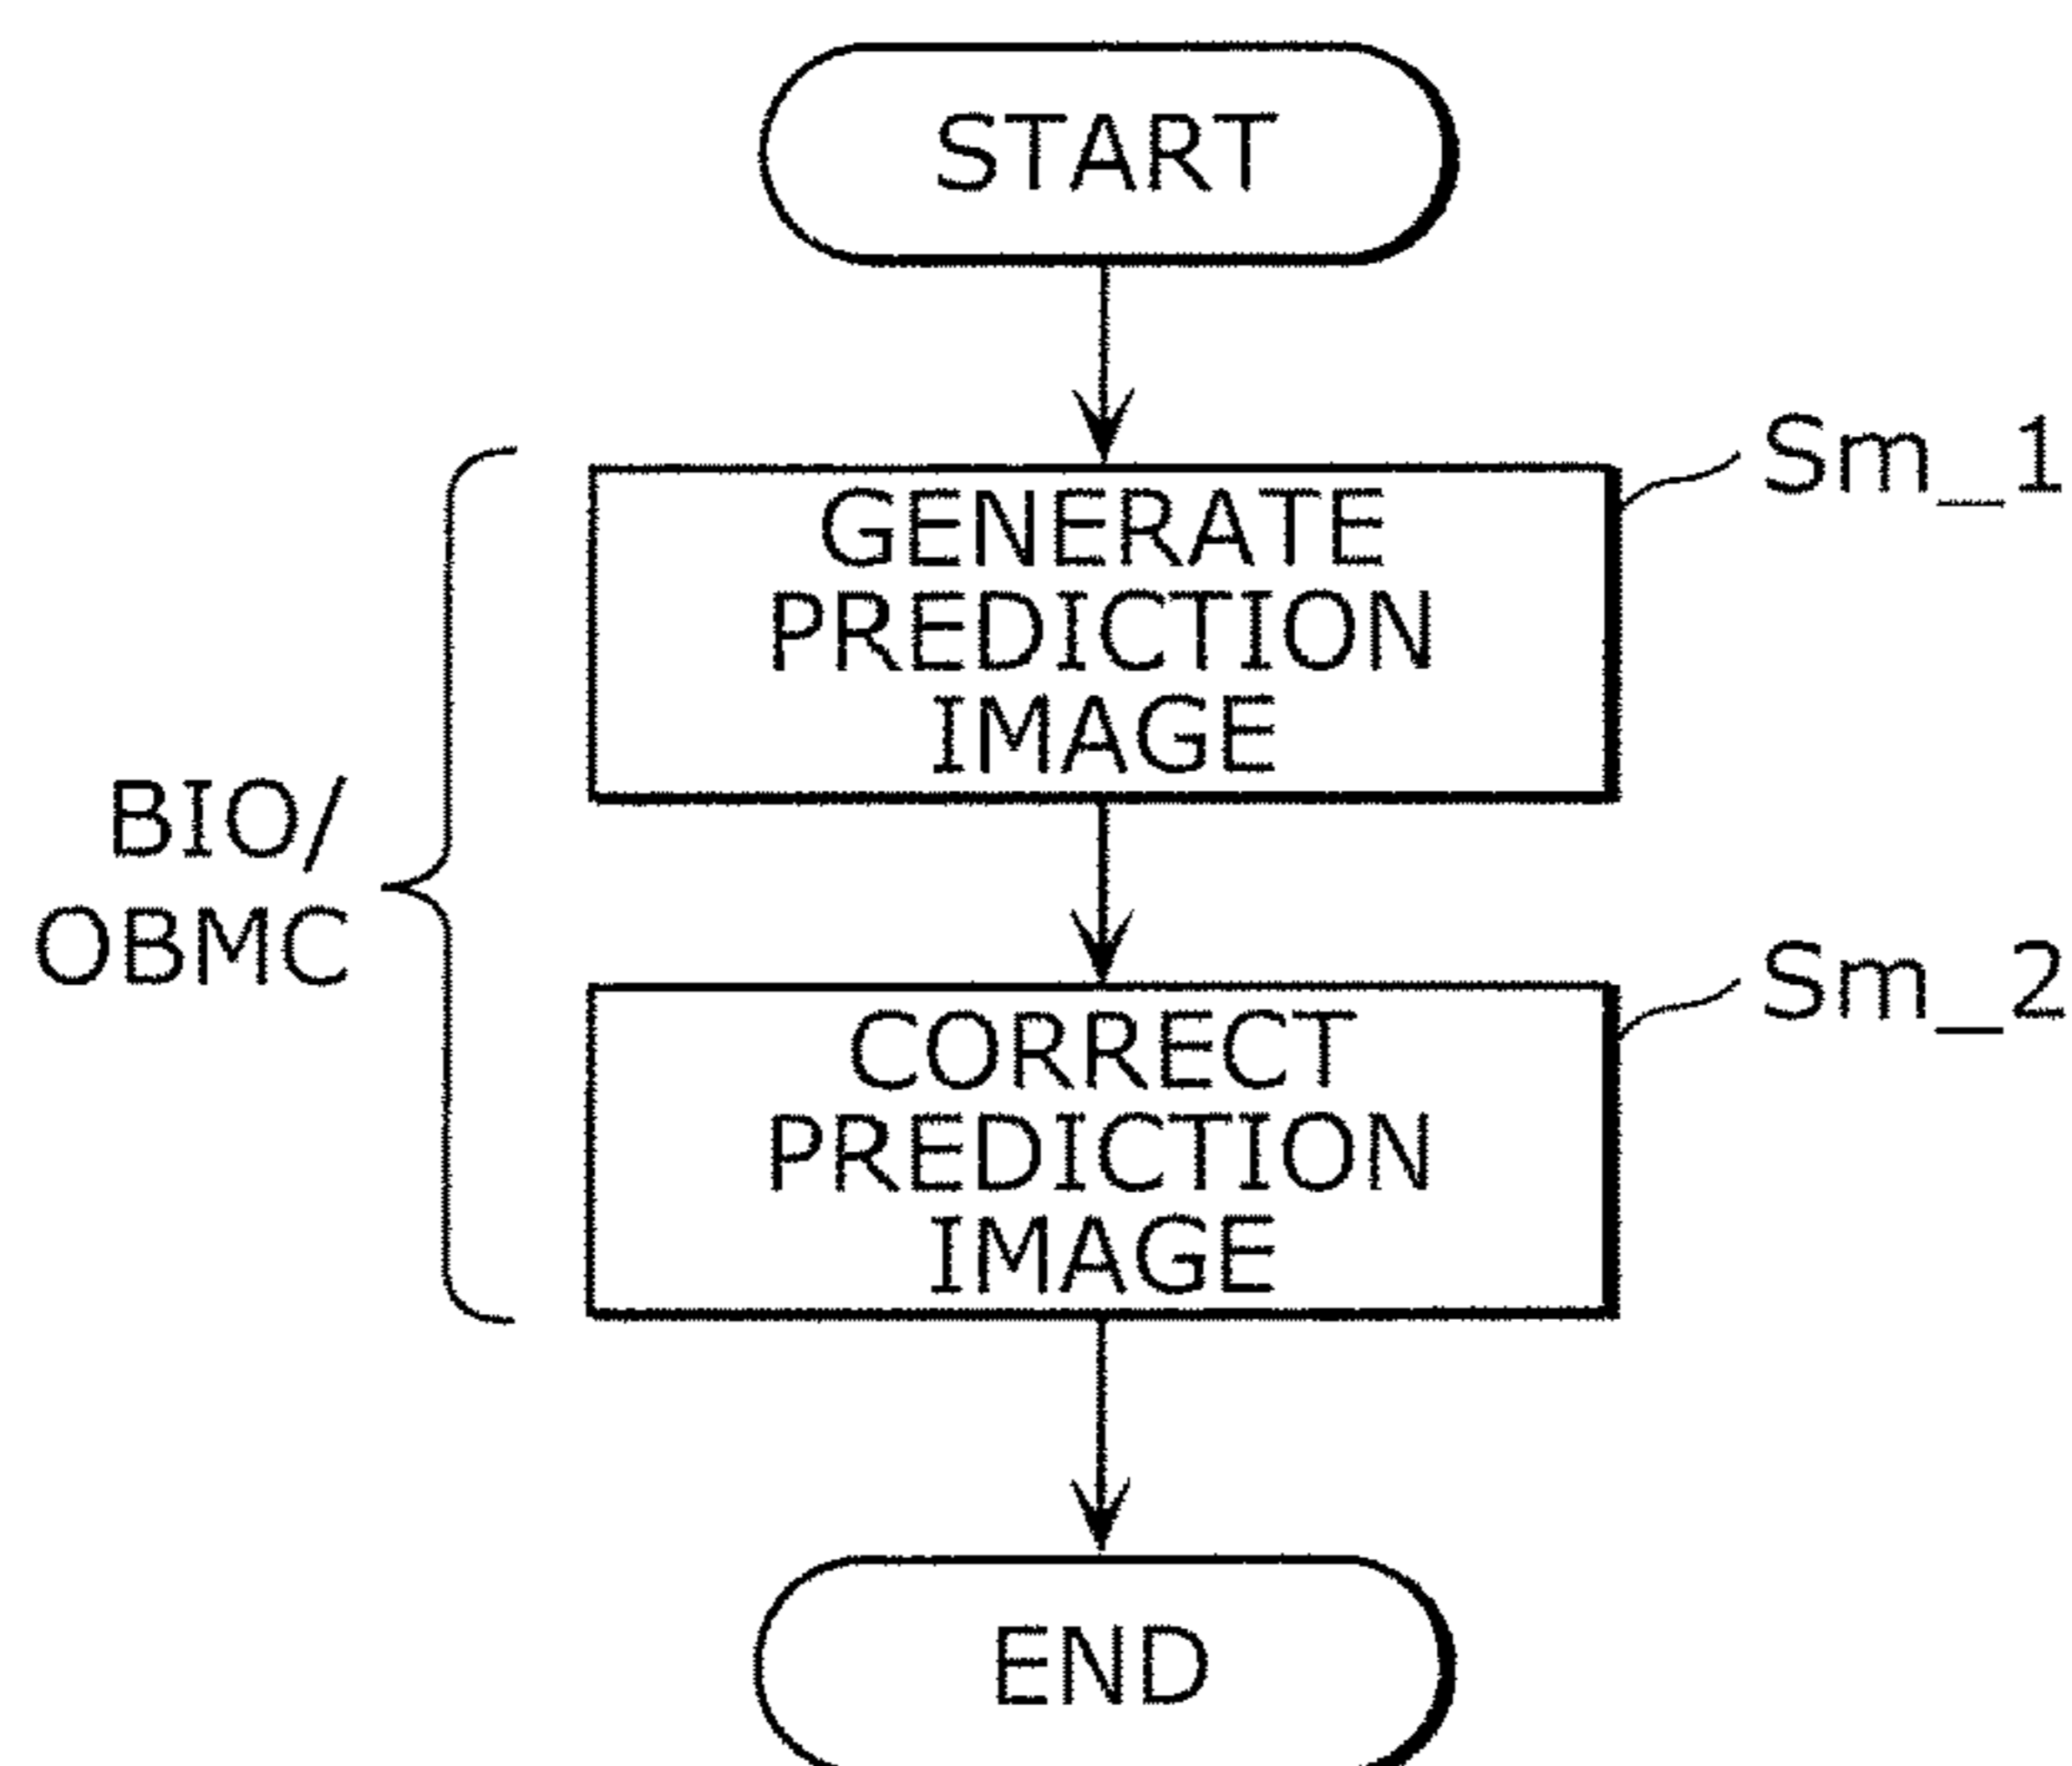 START
Sm_1
GENERATE
PREDICTION
IMAGE
BIO/
OBMC
Sm_2
CORRECT
PREDICTION
IMAGE
END